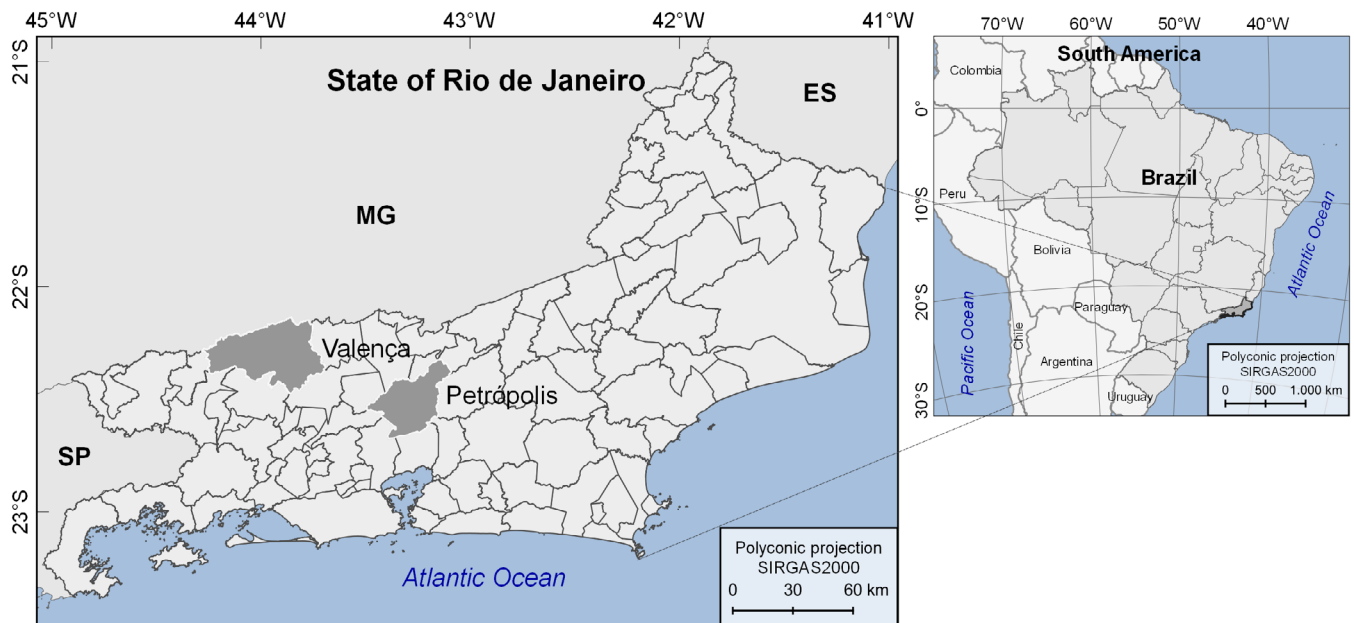 45°W 44°W 43°W 42°W 41°W
21°S
22°S
23°S
State of Rio de Janeiro
ES
MG
Valença
Petrópolis
SP
Atlantic Ocean
Polyconic projection
SIRGAS2000
0 30 60 km
70°W 60°W 50°W 40°W
0°
10°S
20°S
30°S
South America
Colombia
Brazil
Peru
Bolivia
Paraguay
Chile
Argentina
Uruguay
Pacific Ocean
Atlantic Ocean
Polyconic projection
SIRGAS2000
0 500 1.000 km